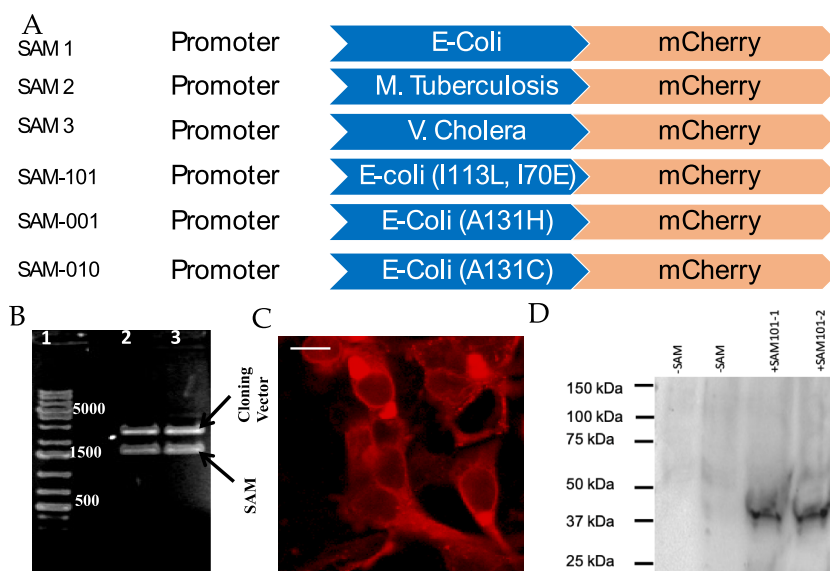 A
SAM 1 Promoter E-Coli mCherry
SAM 2 Promoter M. Tuberculosis mCherry
SAM 3 Promoter V. Cholera mCherry
SAM-101 Promoter E-coli (I113L, I70E) mCherry
SAM-001 Promoter E-Coli (A131H) mCherry
SAM-010 Promoter E-Coli (A131C) mCherry
B
1 2 3
5000
1500
500
Cloning
Vector
SAM
C
D
-SAM -SAM +SAM101-1 +SAM101-2
150 kDa
100 kDa
75 kDa
50 kDa
37 kDa
25 kDa